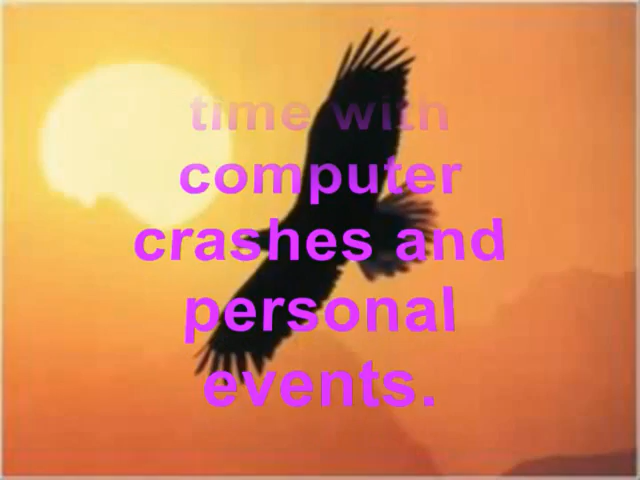 time with
computer
crashes and
personal
events.